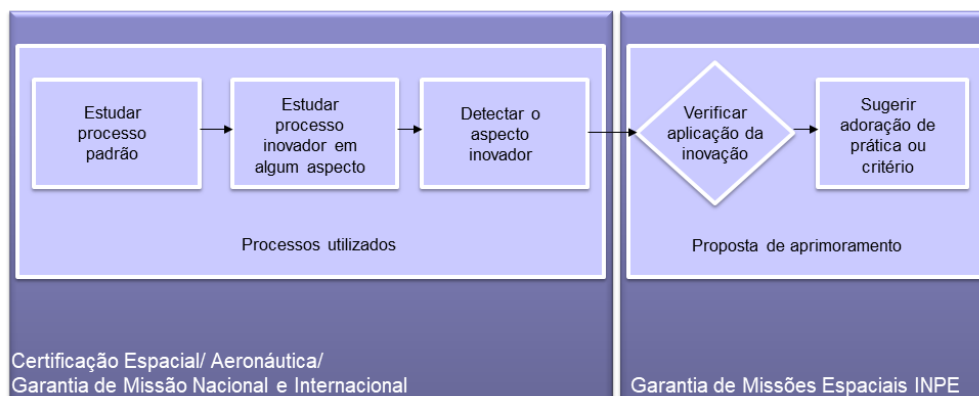 Estudar
processo
padrão
Estudar
processo
inovador em
algum aspecto
Detectar o
aspecto
inovador
Processos utilizados
Certificação Espacial/ Aeronáutica/
Garantia de Missão Nacional e Internacional
Verificar
aplicação da
inovação
Sugerir
adoração de
prática ou
critério
Proposta de aprimoramento
Garantia de Missões Espaciais INPE